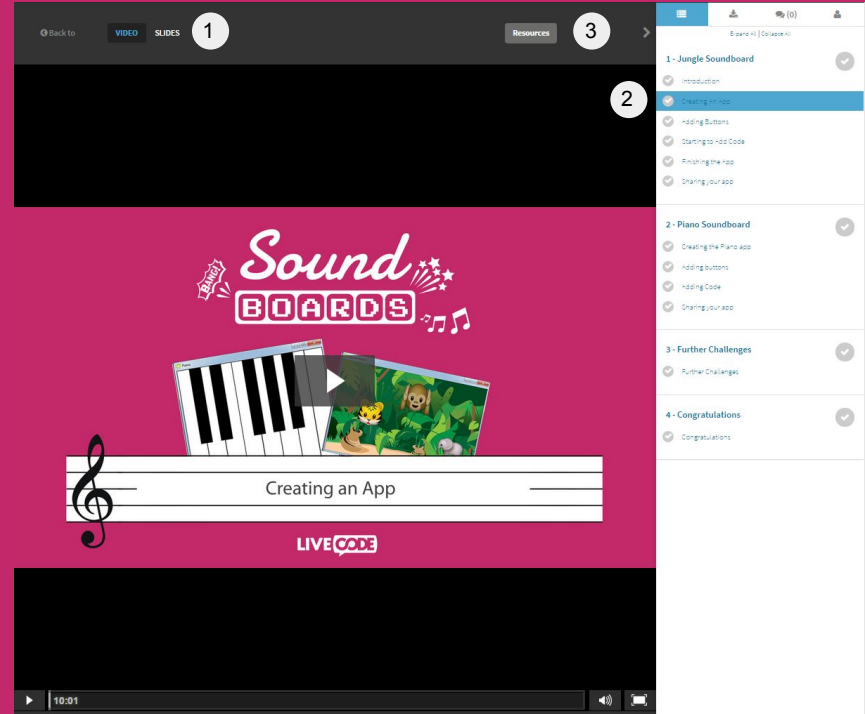 Back to
VIDEO
SLIDES
1
Resources
3
(0)
Expand All | Collapse All
2
1 - Jungle Soundboard
Introduction
Creating An App
Adding Buttons
Starting to Add Code
Finishing the App
Sharing your app
2 - Piano Soundboard
Creating the Piano app
Adding buttons
Adding Code
Sharing your app
3 - Further Challenges
Further Challenges
4 - Congratulations
Congratulations
BANG!
Sound
BOARDS
Creating an App
LIVECODE
10:01